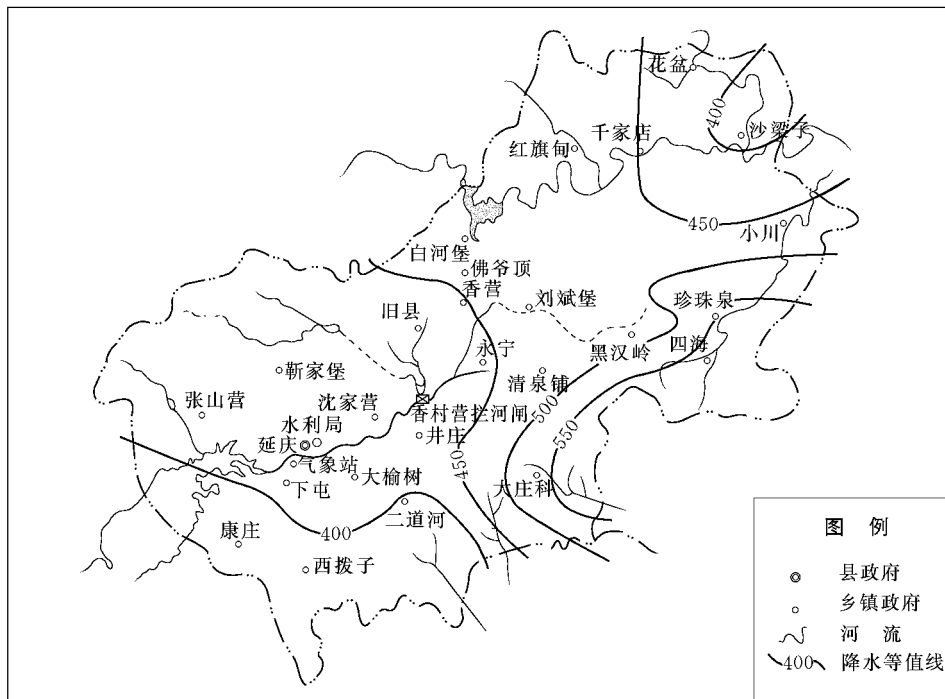 花盆
400
沙梁子
千家店
红旗甸
450
小川
白河堡
佛爷顶
香营
刘斌堡
珍珠泉
旧县
黑汉岭
四海
永宁
靳家堡
清泉铺
500
张山营
沈家营
香村营拦河闸
550
水利局
井庄
延庆
450
气象站
大榆树
大庄科
下屯
二道河
400
康庄
西拨子
图 例
县政府
乡镇政府
河 流
400 降水等值线